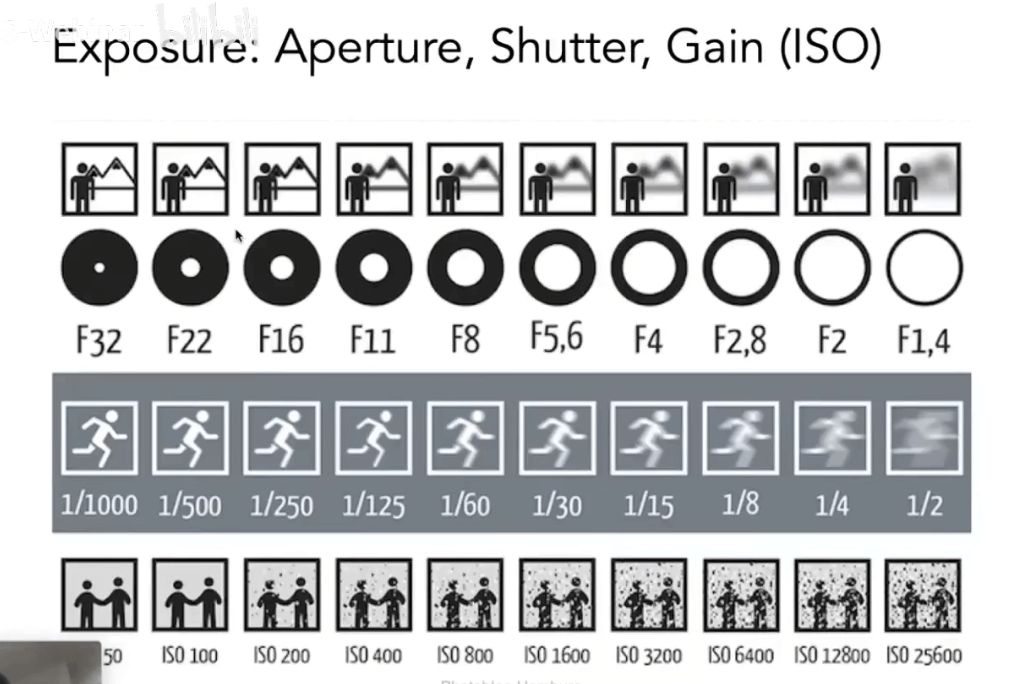 bilibili
Exposure: Aperture, Shutter, Gain (ISO)
F32 F22 F16 F11 F8 F5,6 F4 F2,8 F2 F1,4
1/1000 1/500 1/250 1/125 1/60 1/30 1/15 1/8 1/4 1/2
50 ISO 100 ISO 200 ISO 400 ISO 800 ISO 1600 ISO 3200 ISO 6400 ISO 12800 ISO 25600